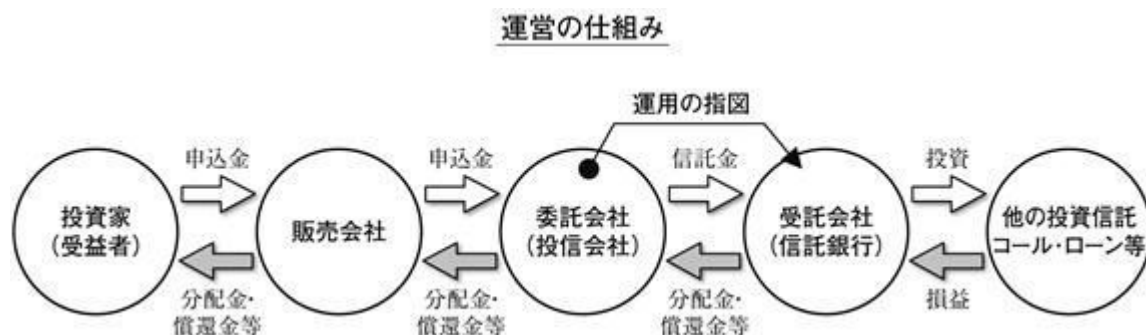 運営の仕組み
運用の指図
申込金
申込金
信託金
投資
投資家
(受益者)
販売会社
委託会社
(投信会社)
受託会社
(信託銀行)
他の投資信託
コール・ローン等
分配金・
償還金等
分配金・
償還金等
分配金・
償還金等
損益